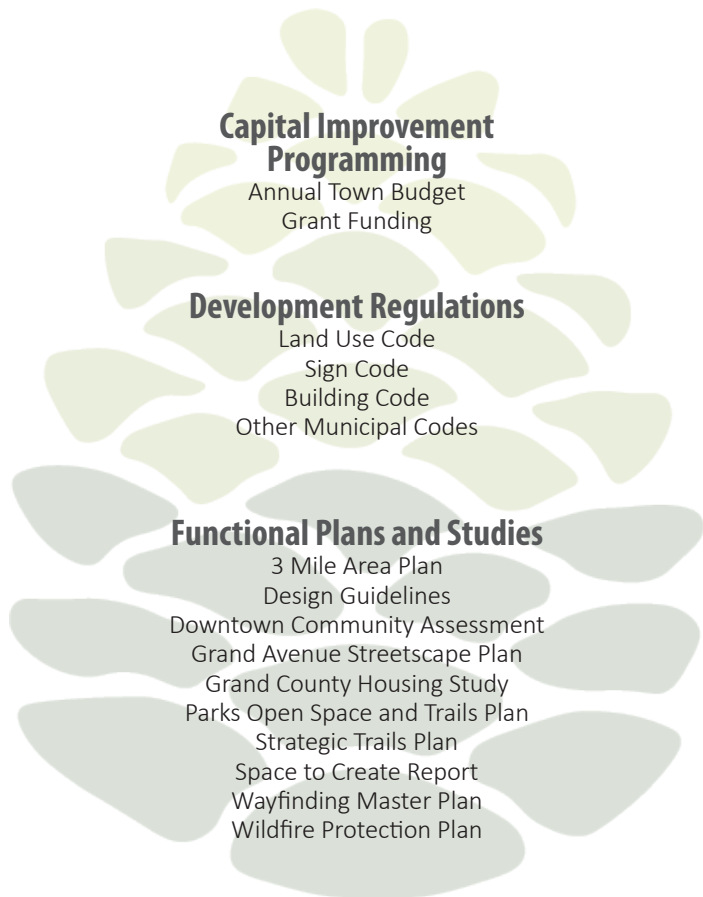 Capital Improvement
Programming
Annual Town Budget
Grant Funding
Development Regulations
Land Use Code
Sign Code
Building Code
Other Municipal Codes
Functional Plans and Studies
3 Mile Area Plan
Design Guidelines
Downtown Community Assessment
Grand Avenue Streetscape Plan
Grand County Housing Study
Parks Open Space and Trails Plan
Strategic Trails Plan
Space to Create Report
Wayfinding Master Plan
Wildfire Protection Plan